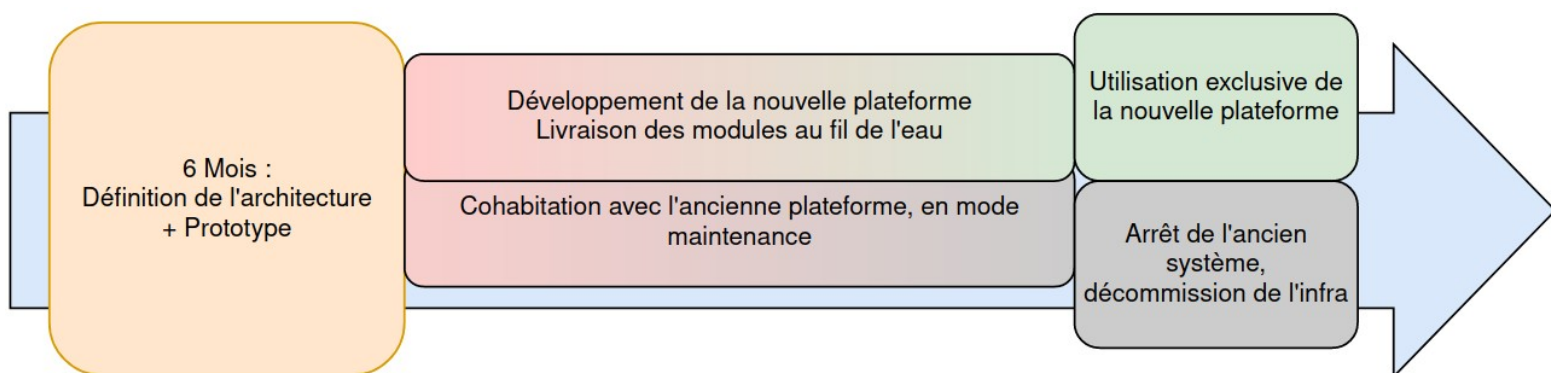 6 Mois :
Définition de l'architecture
+ Prototype
Développement de la nouvelle plateforme
Livraison des modules au fil de l'eau
Cohabitation avec l'ancienne plateforme, en mode
maintenance
Utilisation exclusive de
la nouvelle plateforme
Arrêt de l'ancien
système,
décommission de l'infra